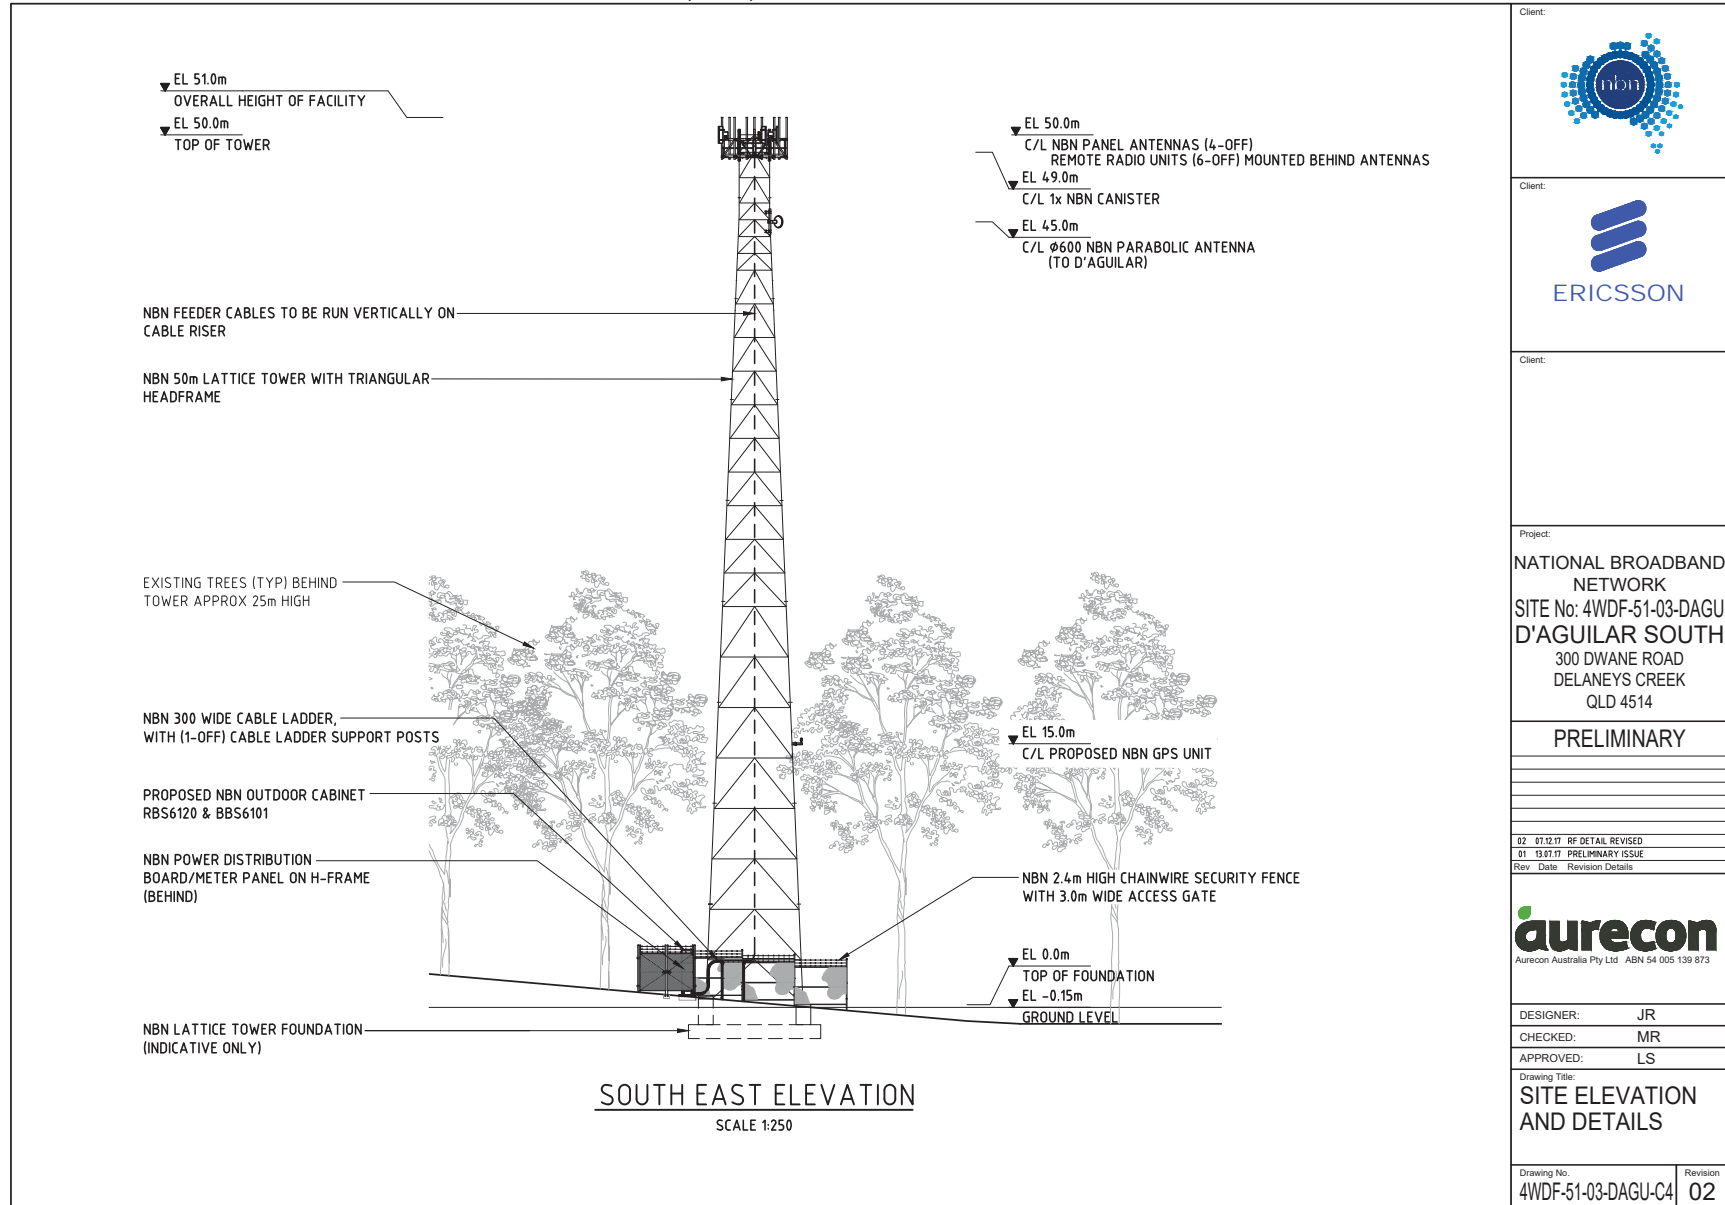 EL 51.0m
OVERALL HEIGHT OF FACILITY
EL 50.0m
TOP OF TOWER
EL 50.0m
C/L NBN PANEL ANTENNAS (4-OFF)
REMOTE RADIO UNITS (6-OFF) MOUNTED BEHIND ANTENNAS
EL 49.0m
C/L 1x NBN CANISTER
EL 45.0m
C/L Ø600 NBN PARABOLIC ANTENNA
(TO D'AGUILAR)
NBN FEEDER CABLES TO BE RUN VERTICALLY ON
CABLE RISER
NBN 50m LATTICE TOWER WITH TRIANGULAR
HEADFRAME
EXISTING TREES (TYP) BEHIND
TOWER APPROX 25m HIGH
NBN 300 WIDE CABLE LADDER,
WITH (1-OFF) CABLE LADDER SUPPORT POSTS
EL 15.0m
C/L PROPOSED NBN GPS UNIT
PROPOSED NBN OUTDOOR CABINET
RBS6120 & BBS6101
NBN POWER DISTRIBUTION
BOARD/METER PANEL ON H-FRAME
(BEHIND)
NBN 2.4m HIGH CHAINWIRE SECURITY FENCE
WITH 3.0m WIDE ACCESS GATE
EL 0.0m
TOP OF FOUNDATION
EL -0.15m
GROUND LEVEL
NBN LATTICE TOWER FOUNDATION
(INDICATIVE ONLY)
SOUTH EAST ELEVATION
SCALE 1:250
Client:
nbn
Client:
ERICSSON
Client:
Project:
NATIONAL BROADBAND
NETWORK
SITE No: 4WDF-51-03-DAGU
D'AGUILAR SOUTH
300 DWANE ROAD
DELANEYS CREEK
QLD 4514
PRELIMINARY
02 07.12.17 RF DETAIL REVISED
01 13.07.17 PRELIMINARY ISSUE
Rev Date Revision Details
aurecon
Aurecon Australia Pty Ltd ABN 54 005 139 873
DESIGNER: JR
CHECKED: MR
APPROVED: LS
Drawing Title:
SITE ELEVATION
AND DETAILS
Drawing No. Revision
4WDF-51-03-DAGU-C4 02